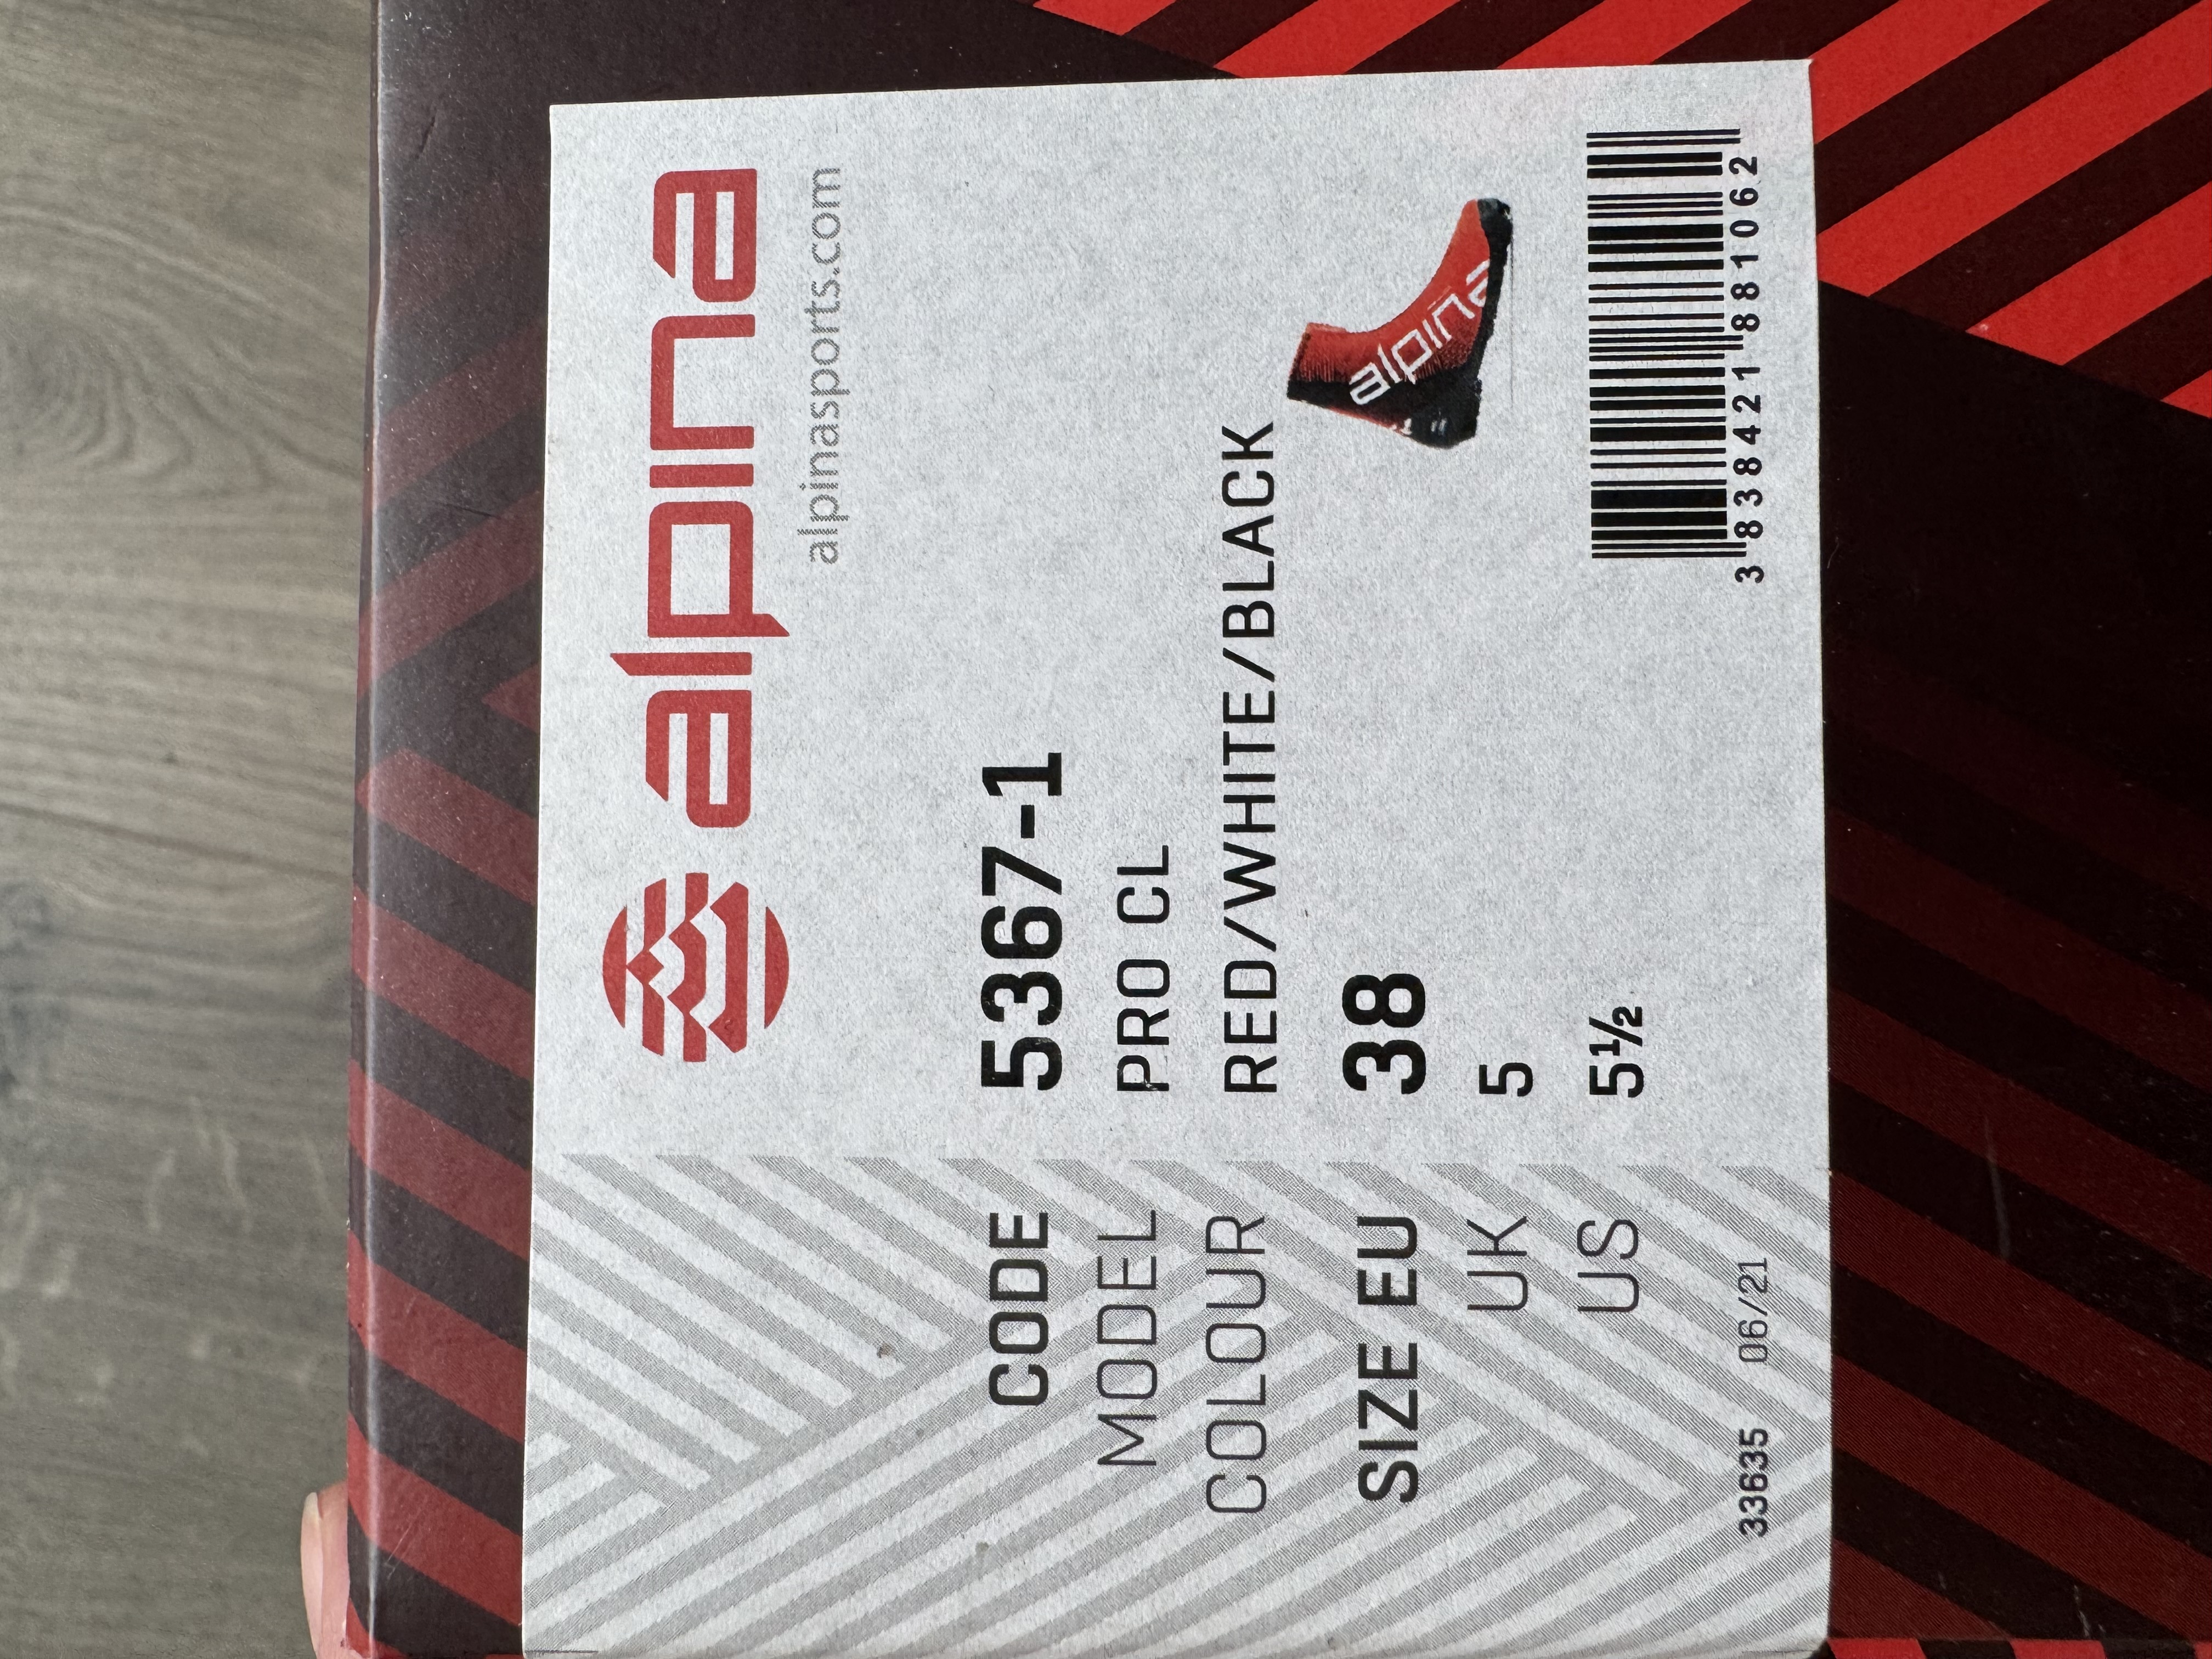 alpina
alpinasports.com
CODE 5367-1
MODEL PRO CL
COLOUR RED/WHITE/BLACK
SIZE EU 38
UK 5
US 5½
alpina
33635 06/21
3 838421 881062